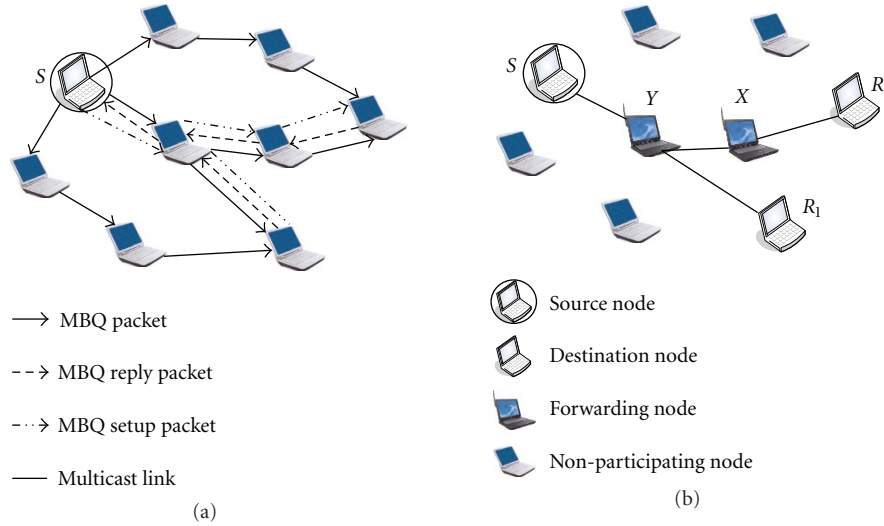 S
MBQ packet
MBQ reply packet
MBQ setup packet
Multicast link
(a)
S
Y
X
R
R1
Source node
Destination node
Forwarding node
Non-participating node
(b)